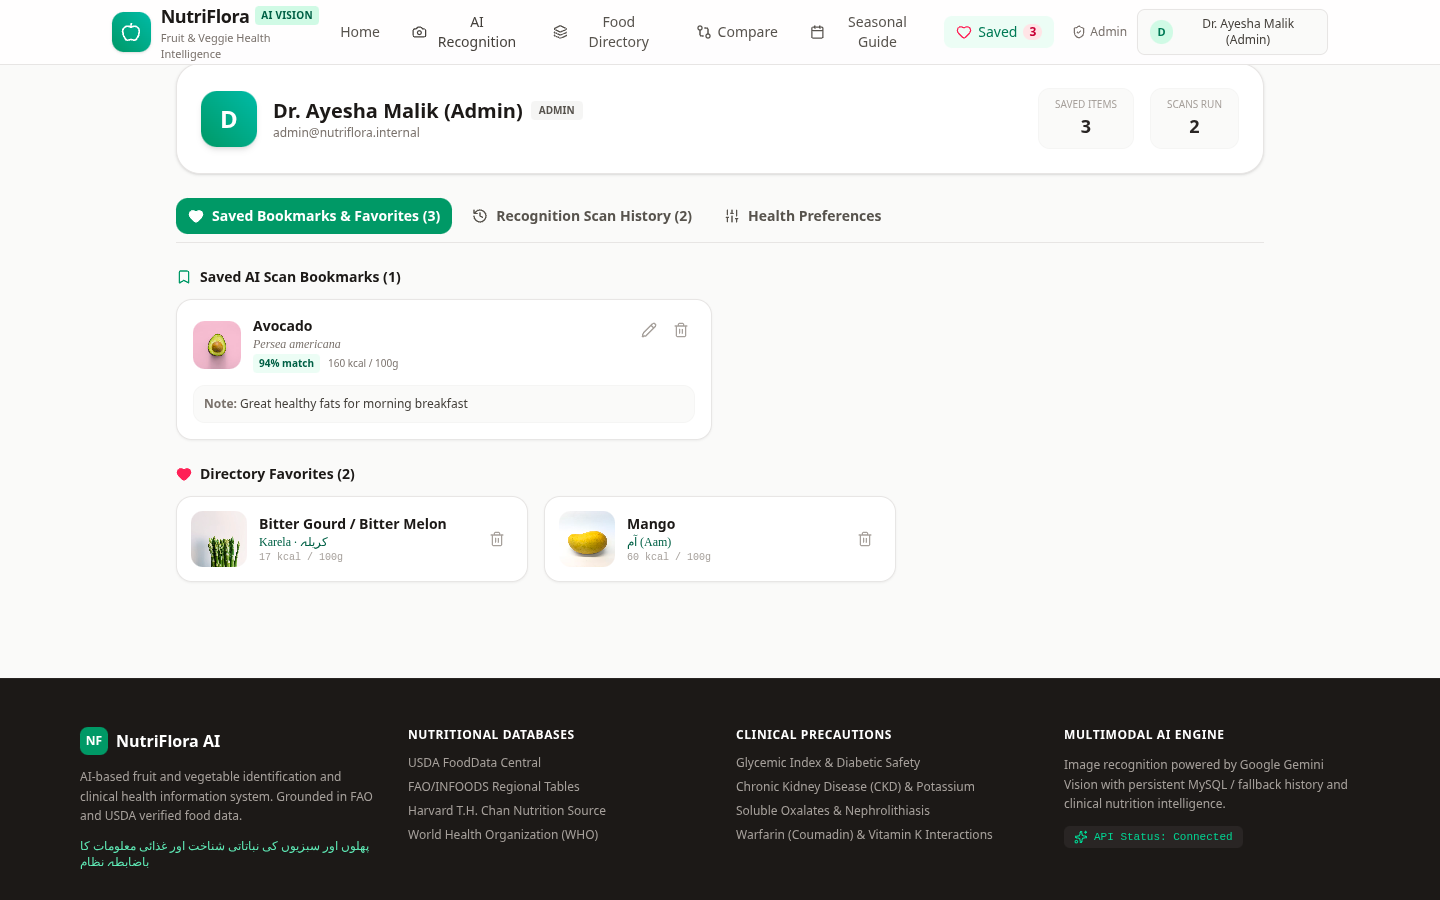 NutriFlora AI VISION
Fruit & Veggie Health
Intelligence
Home
AI
Recognition
Food
Directory
Compare
Seasonal
Guide
Saved 3
Admin
D
Dr. Ayesha Malik
(Admin)
D
Dr. Ayesha Malik (Admin) ADMIN
admin@nutriflora.internal
SAVED ITEMS
3
SCANS RUN
2
Saved Bookmarks & Favorites (3)
Recognition Scan History (2)
Health Preferences
Saved AI Scan Bookmarks (1)
Avocado
Persea americana
94% match 160 kcal / 100g
Note: Great healthy fats for morning breakfast
Directory Favorites (2)
Bitter Gourd / Bitter Melon
Karela · کریلہ
17 kcal / 100g
Mango
آم (Aam)
60 kcal / 100g
NF NutriFlora AI
AI-based fruit and vegetable identification and
clinical health information system. Grounded in FAO
and USDA verified food data.
پھلوں اور سبزیوں کی نباتاتی شناخت اور غذائی معلومات کا
باضابطہ نظام
NUTRITIONAL DATABASES
USDA FoodData Central
FAO/INFOODS Regional Tables
Harvard T.H. Chan Nutrition Source
World Health Organization (WHO)
CLINICAL PRECAUTIONS
Glycemic Index & Diabetic Safety
Chronic Kidney Disease (CKD) & Potassium
Soluble Oxalates & Nephrolithiasis
Warfarin (Coumadin) & Vitamin K Interactions
MULTIMODAL AI ENGINE
Image recognition powered by Google Gemini
Vision with persistent MySQL / fallback history and
clinical nutrition intelligence.
API Status: Connected